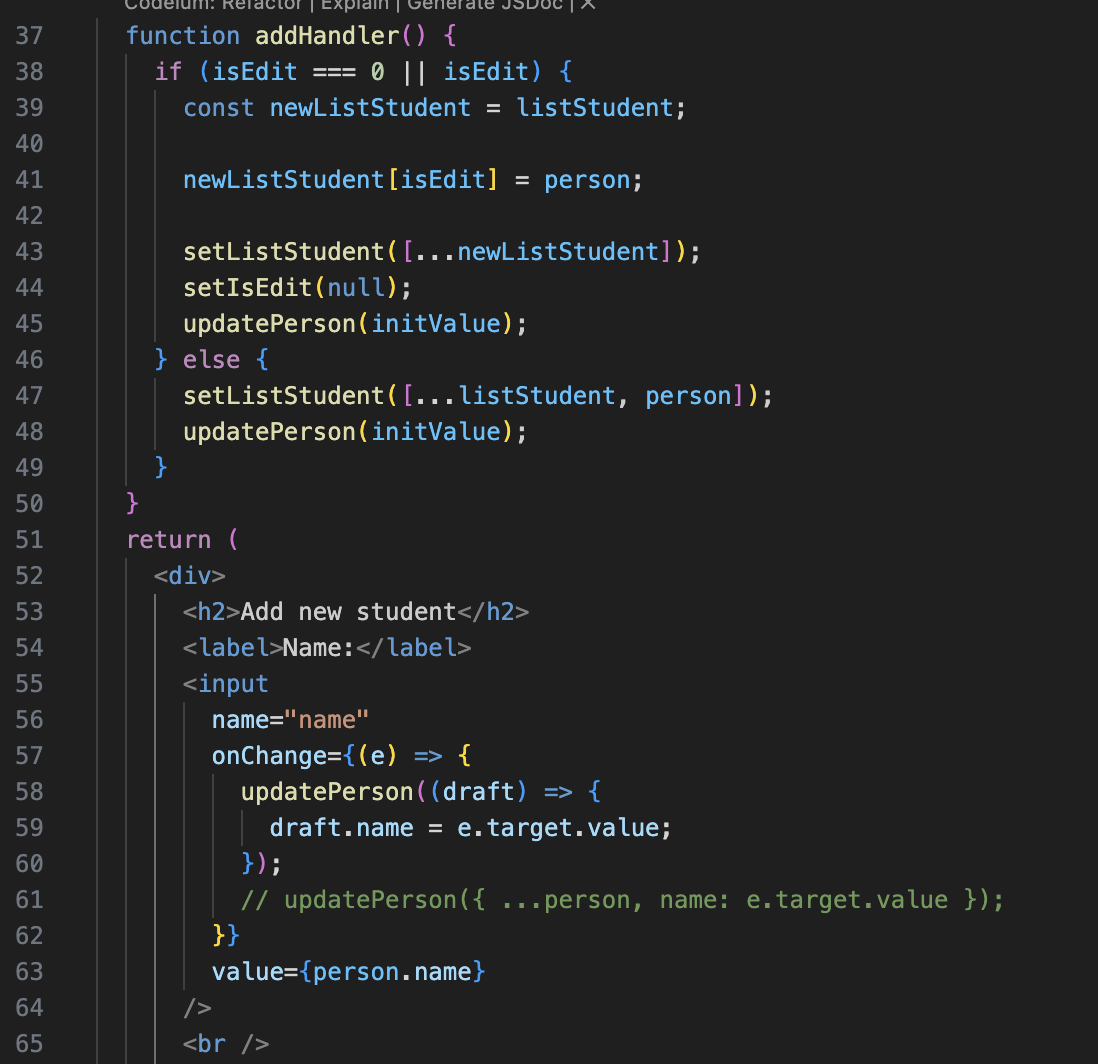 Codeium: Refactor | Explain | Generate JSDoc | ×
37 function addHandler() {
38 if (isEdit === 0 || isEdit) {
39 const newListStudent = listStudent;
40
41 newListStudent[isEdit] = person;
42
43 setListStudent([...newListStudent]);
44 setIsEdit(null);
45 updatePerson(initValue);
46 } else {
47 setListStudent([...listStudent, person]);
48 updatePerson(initValue);
49 }
50 }
51 return (
52 <div>
53 <h2>Add new student</h2>
54 <label>Name:</label>
55 <input
56 name="name"
57 onChange={(e) => {
58 updatePerson((draft) => {
59 draft.name = e.target.value;
60 });
61 // updatePerson({ ...person, name: e.target.value });
62 }}
63 value={person.name}
64 />
65 <br />